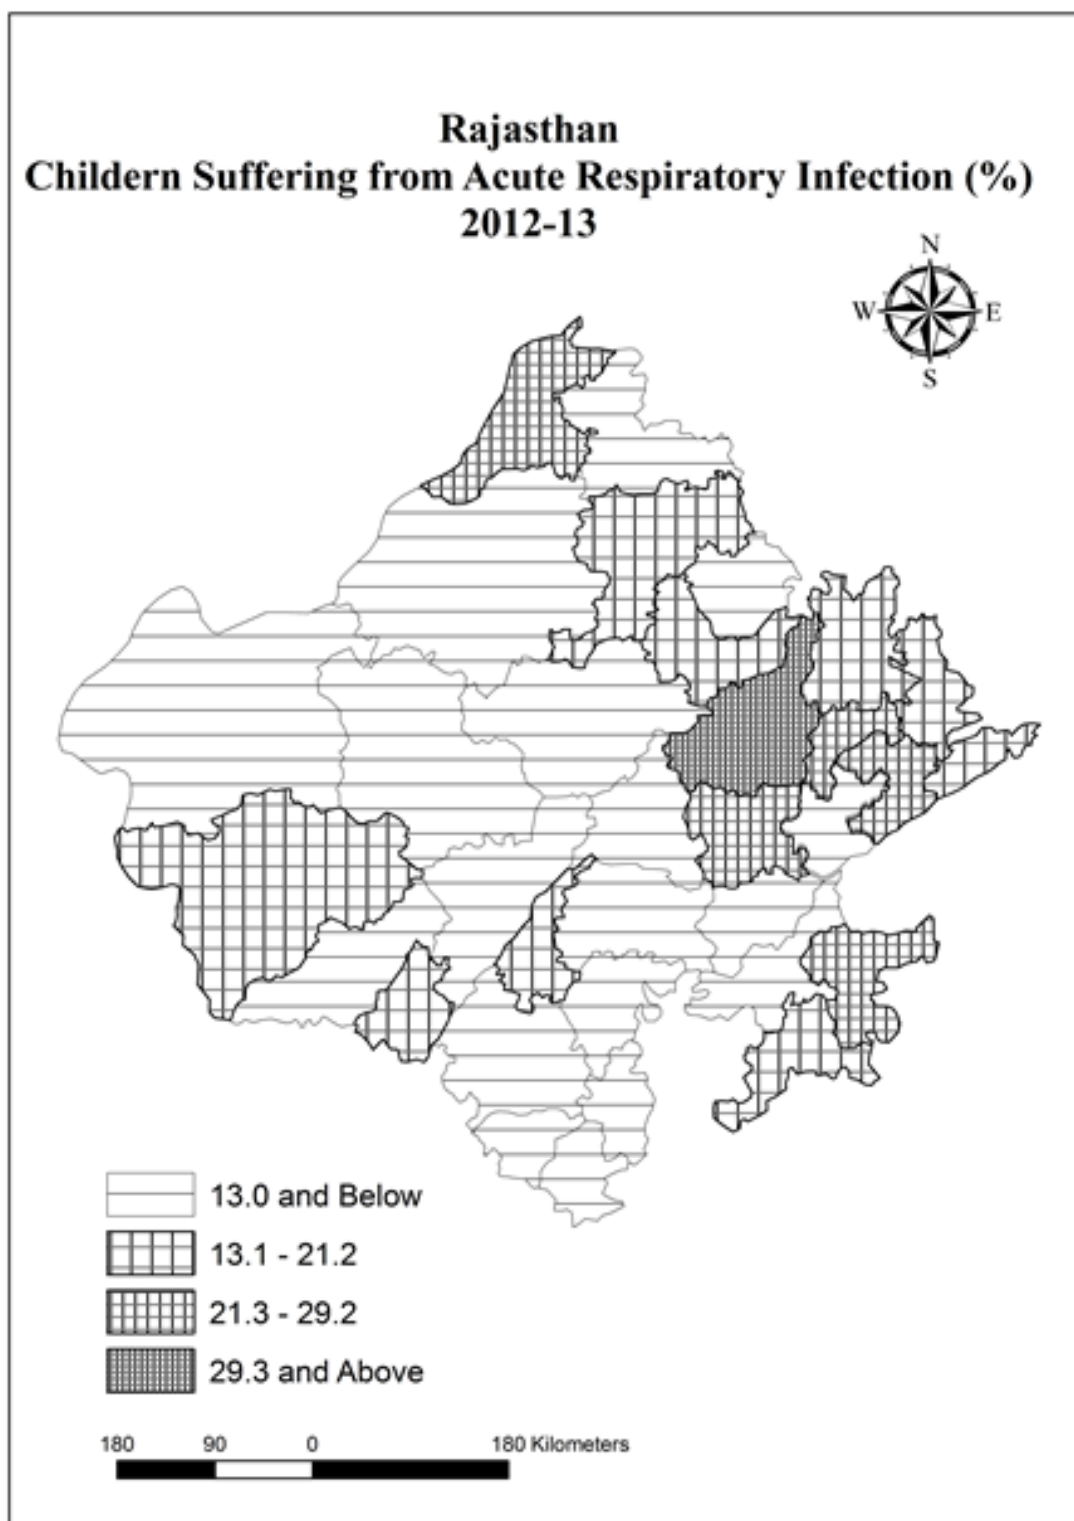 Rajasthan
Childern Suffering from Acute Respiratory Infection (%)
2012-13
N
W E
S
13.0 and Below
13.1 - 21.2
21.3 - 29.2
29.3 and Above
180 90 0 180 Kilometers